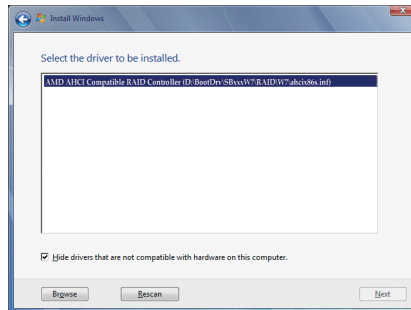 Install Windows
Select the driver to be installed.
AMD AHCI Compatible RAID Controller (D:\BootDrv\SBxxxW7\RAID\W7\ahcix86s.inf)
Hide drivers that are not compatible with hardware on this computer.
Browse Rescan Next